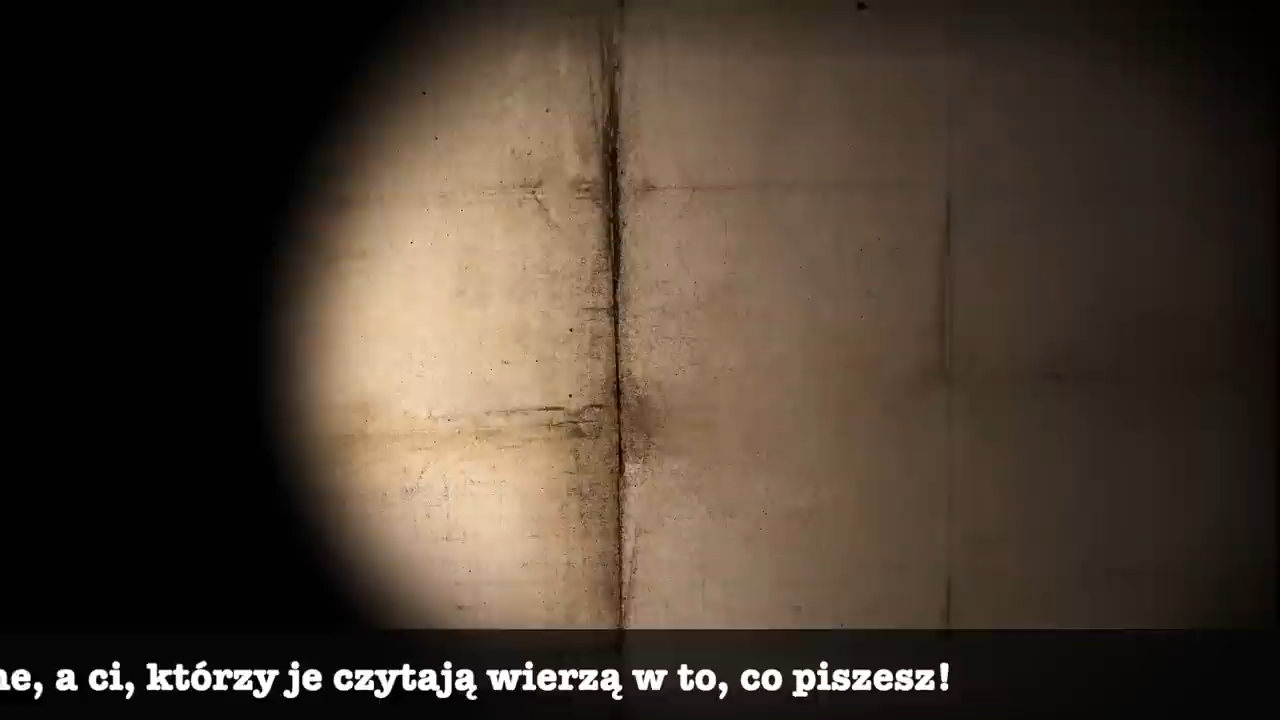 , a ci, którzy je czytają wierzą w to, co piszesz!